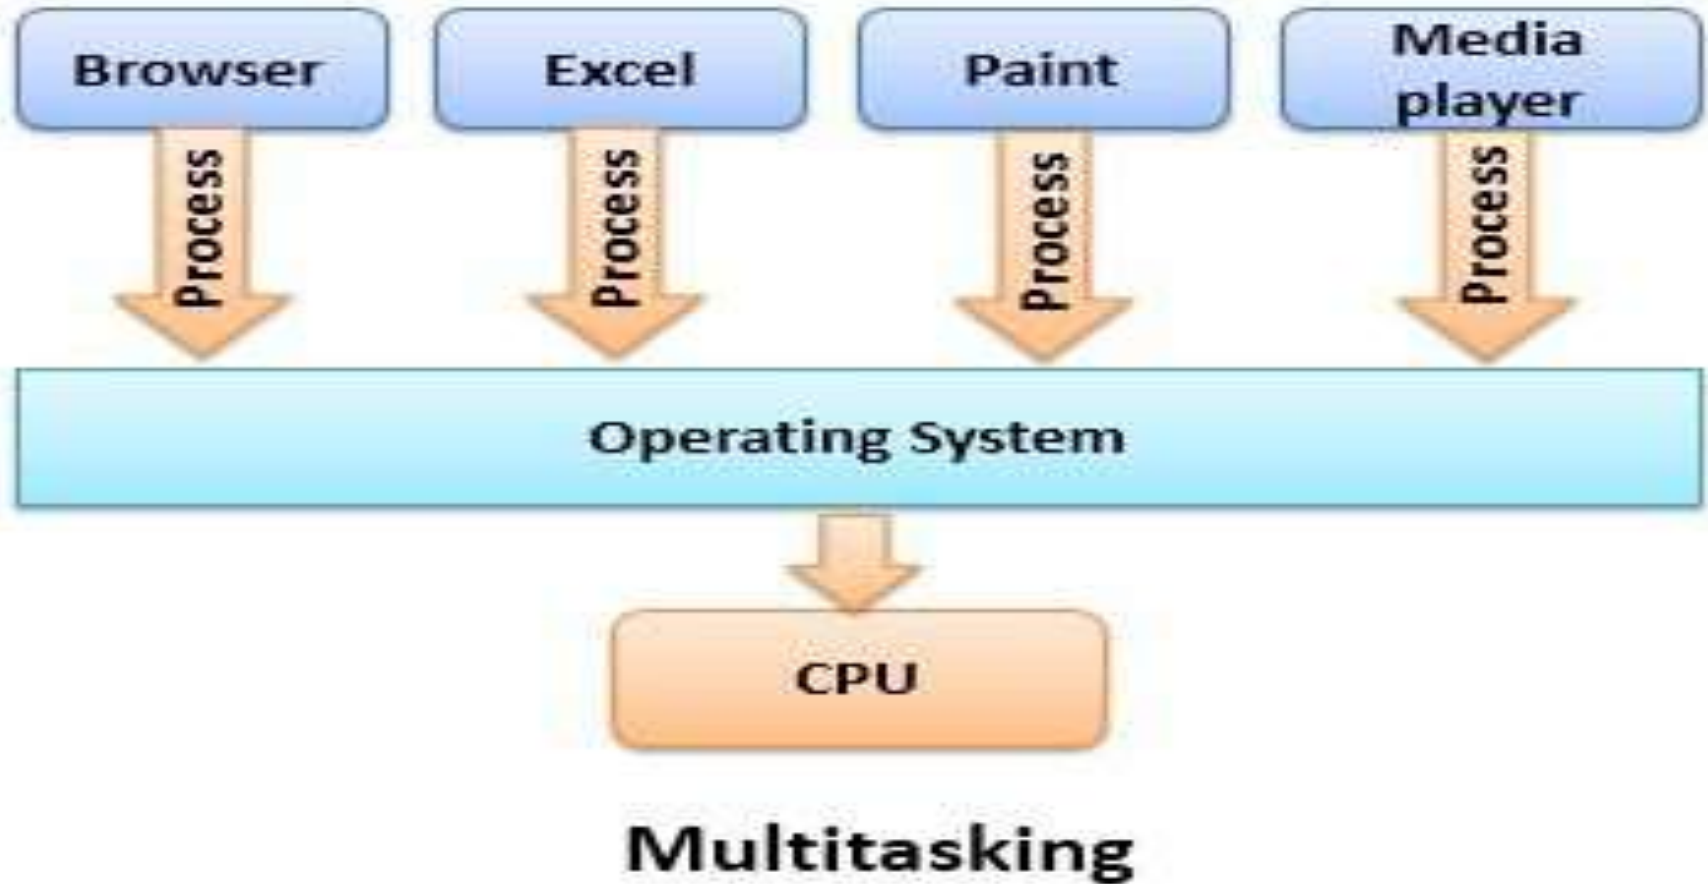 Browser
Excel
Paint
Media
player
Process
Process
Process
Process
Operating System
CPU
Multitasking